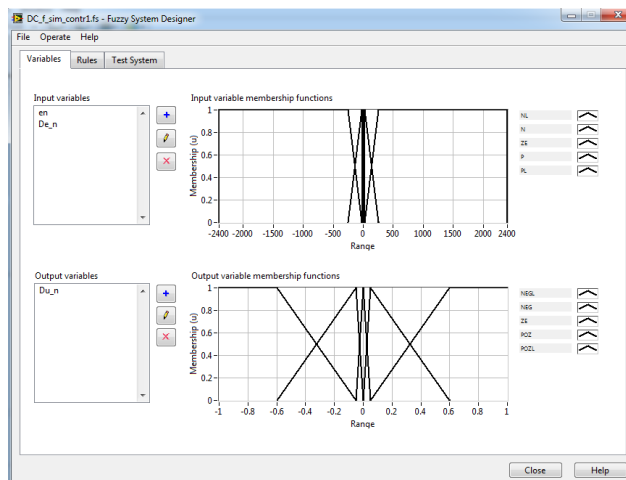 DC_f_sim_contr1.fs - Fuzzy System Designer
File Operate Help
Variables Rules Test System
Input variables
en
De_n
Input variable membership functions
Membership (u)
1
0.8
0.6
0.4
0.2
0
-2400 -2000 -1500 -1000 -500 0 500 1000 1500 2000 2400
Range
NL
N
ZE
P
PL
Output variables
Du_n
Output variable membership functions
Membership (u)
1
0.8
0.6
0.4
0.2
0
-1 -0.8 -0.6 -0.4 -0.2 0 0.2 0.4 0.6 0.8 1
Range
NEGL
NEG
ZE
POZ
POZL
Close Help